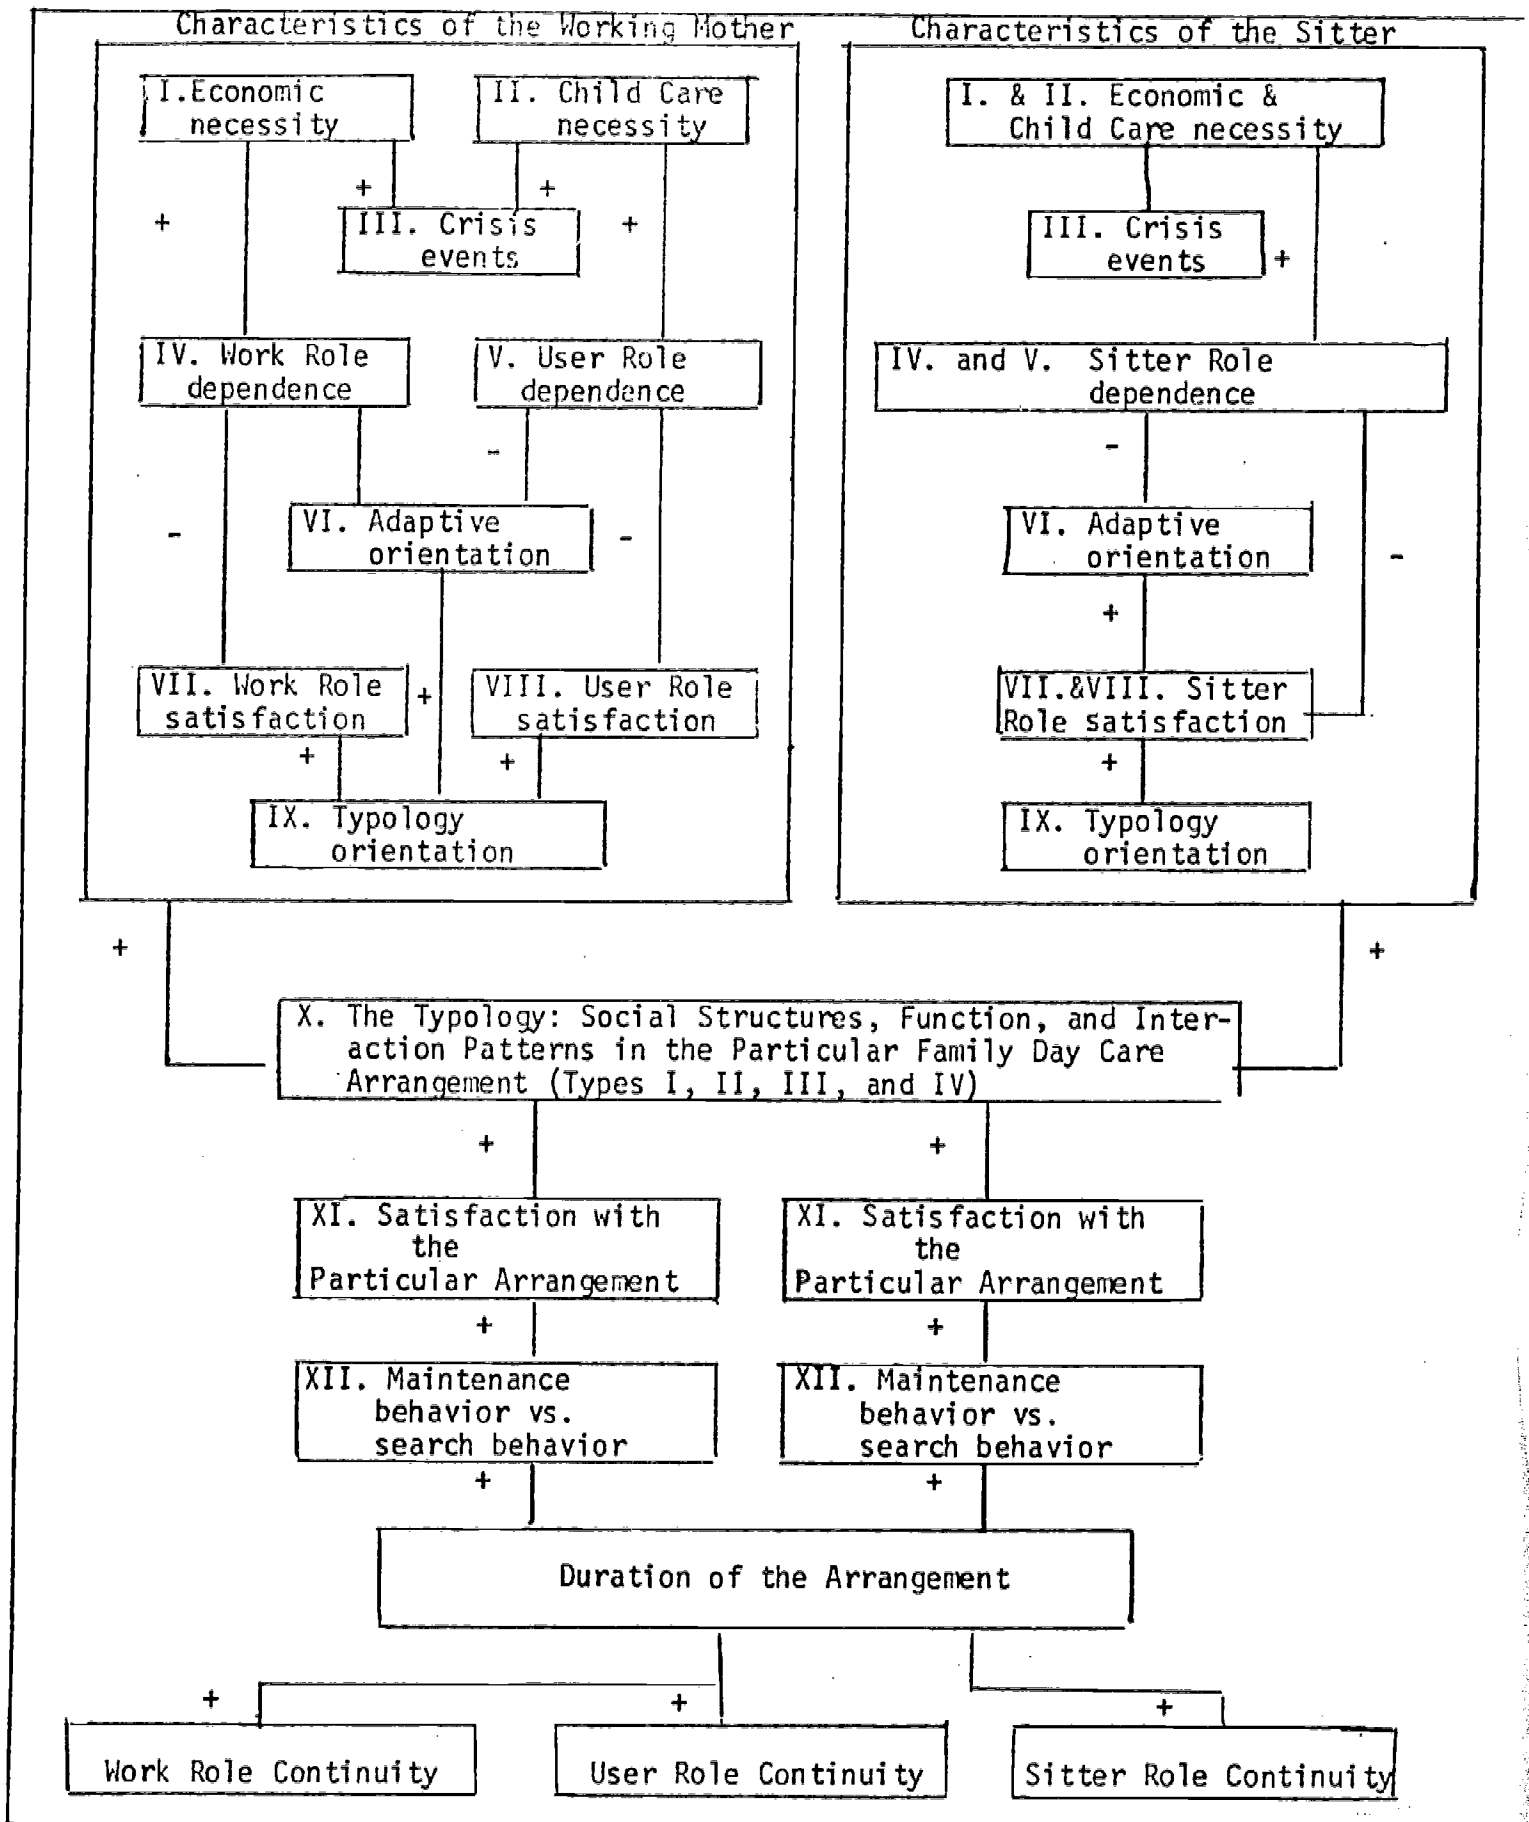 Characteristics of the Working Mother
I.Economic
necessity
II. Child Care
necessity
+
+
+
III. Crisis
events
+
IV. Work Role
dependence
V. User Role
dependence
-
-
VI. Adaptive
orientation
-
VII. Work Role
satisfaction
+
VIII. User Role
satisfaction
+
+
IX. Typology
orientation
Characteristics of the Sitter
I. & II. Economic &
Child Care necessity
III. Crisis
events
+
IV. and V. Sitter Role
dependence
-
VI. Adaptive
orientation
-
+
VII.&VIII. Sitter
Role satisfaction
+
IX. Typology
orientation
+
+
X. The Typology: Social Structures, Function, and Inter-
action Patterns in the Particular Family Day Care
Arrangement (Types I, II, III, and IV)
+
+
XI. Satisfaction with
the
Particular Arrangement
XI. Satisfaction with
the
Particular Arrangement
+
+
XII. Maintenance
behavior vs.
search behavior
XII. Maintenance
behavior vs.
search behavior
+
+
Duration of the Arrangement
+
+
+
Work Role Continuity
User Role Continuity
Sitter Role Continuity